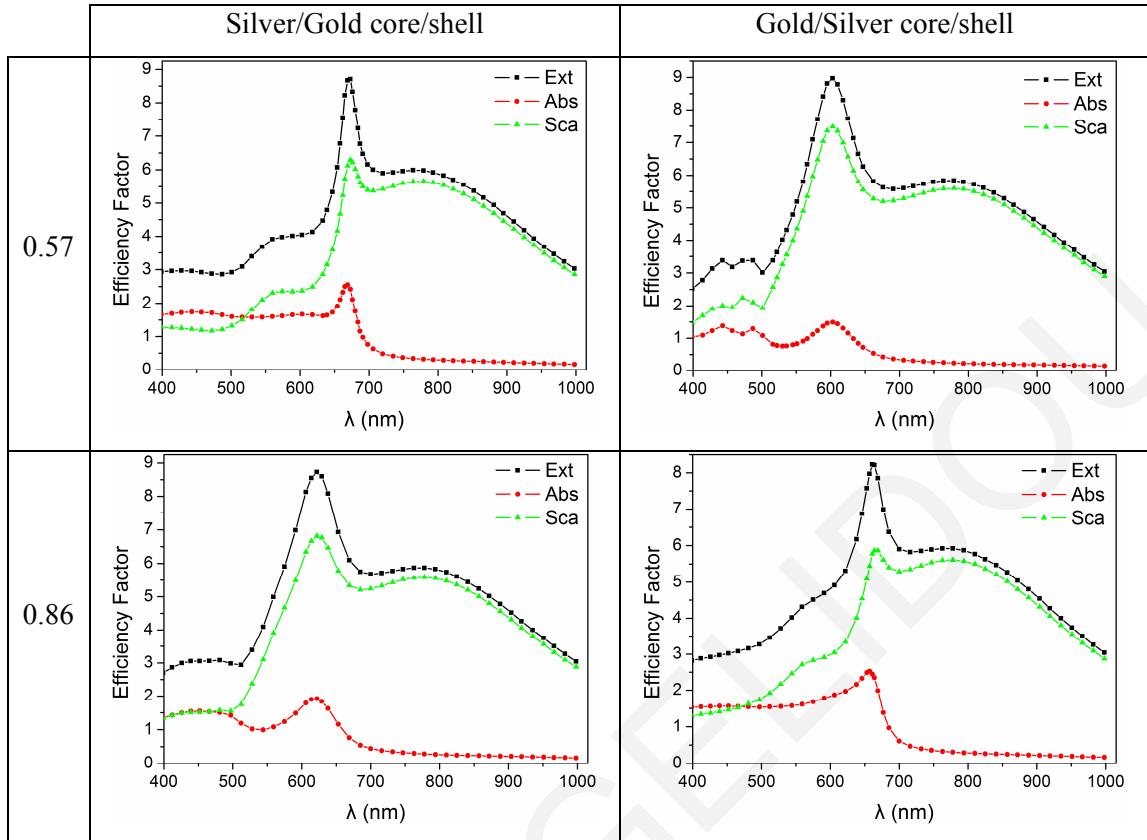 Silver/Gold core/shell
Gold/Silver core/shell
0.57
Efficiency Factor
9
8
7
6
5
4
3
2
1
0
400 500 600 700 800 900 1000
λ (nm)
Ext
Abs
Sca
Efficiency Factor
9
8
7
6
5
4
3
2
1
0
400 500 600 700 800 900 1000
λ (nm)
Ext
Abs
Sca
0.86
Efficiency Factor
9
8
7
6
5
4
3
2
1
0
400 500 600 700 800 900 1000
λ (nm)
Ext
Abs
Sca
Efficiency Factor
8
7
6
5
4
3
2
1
0
400 500 600 700 800 900 1000
λ (nm)
Ext
Abs
Sca
GELIDOU